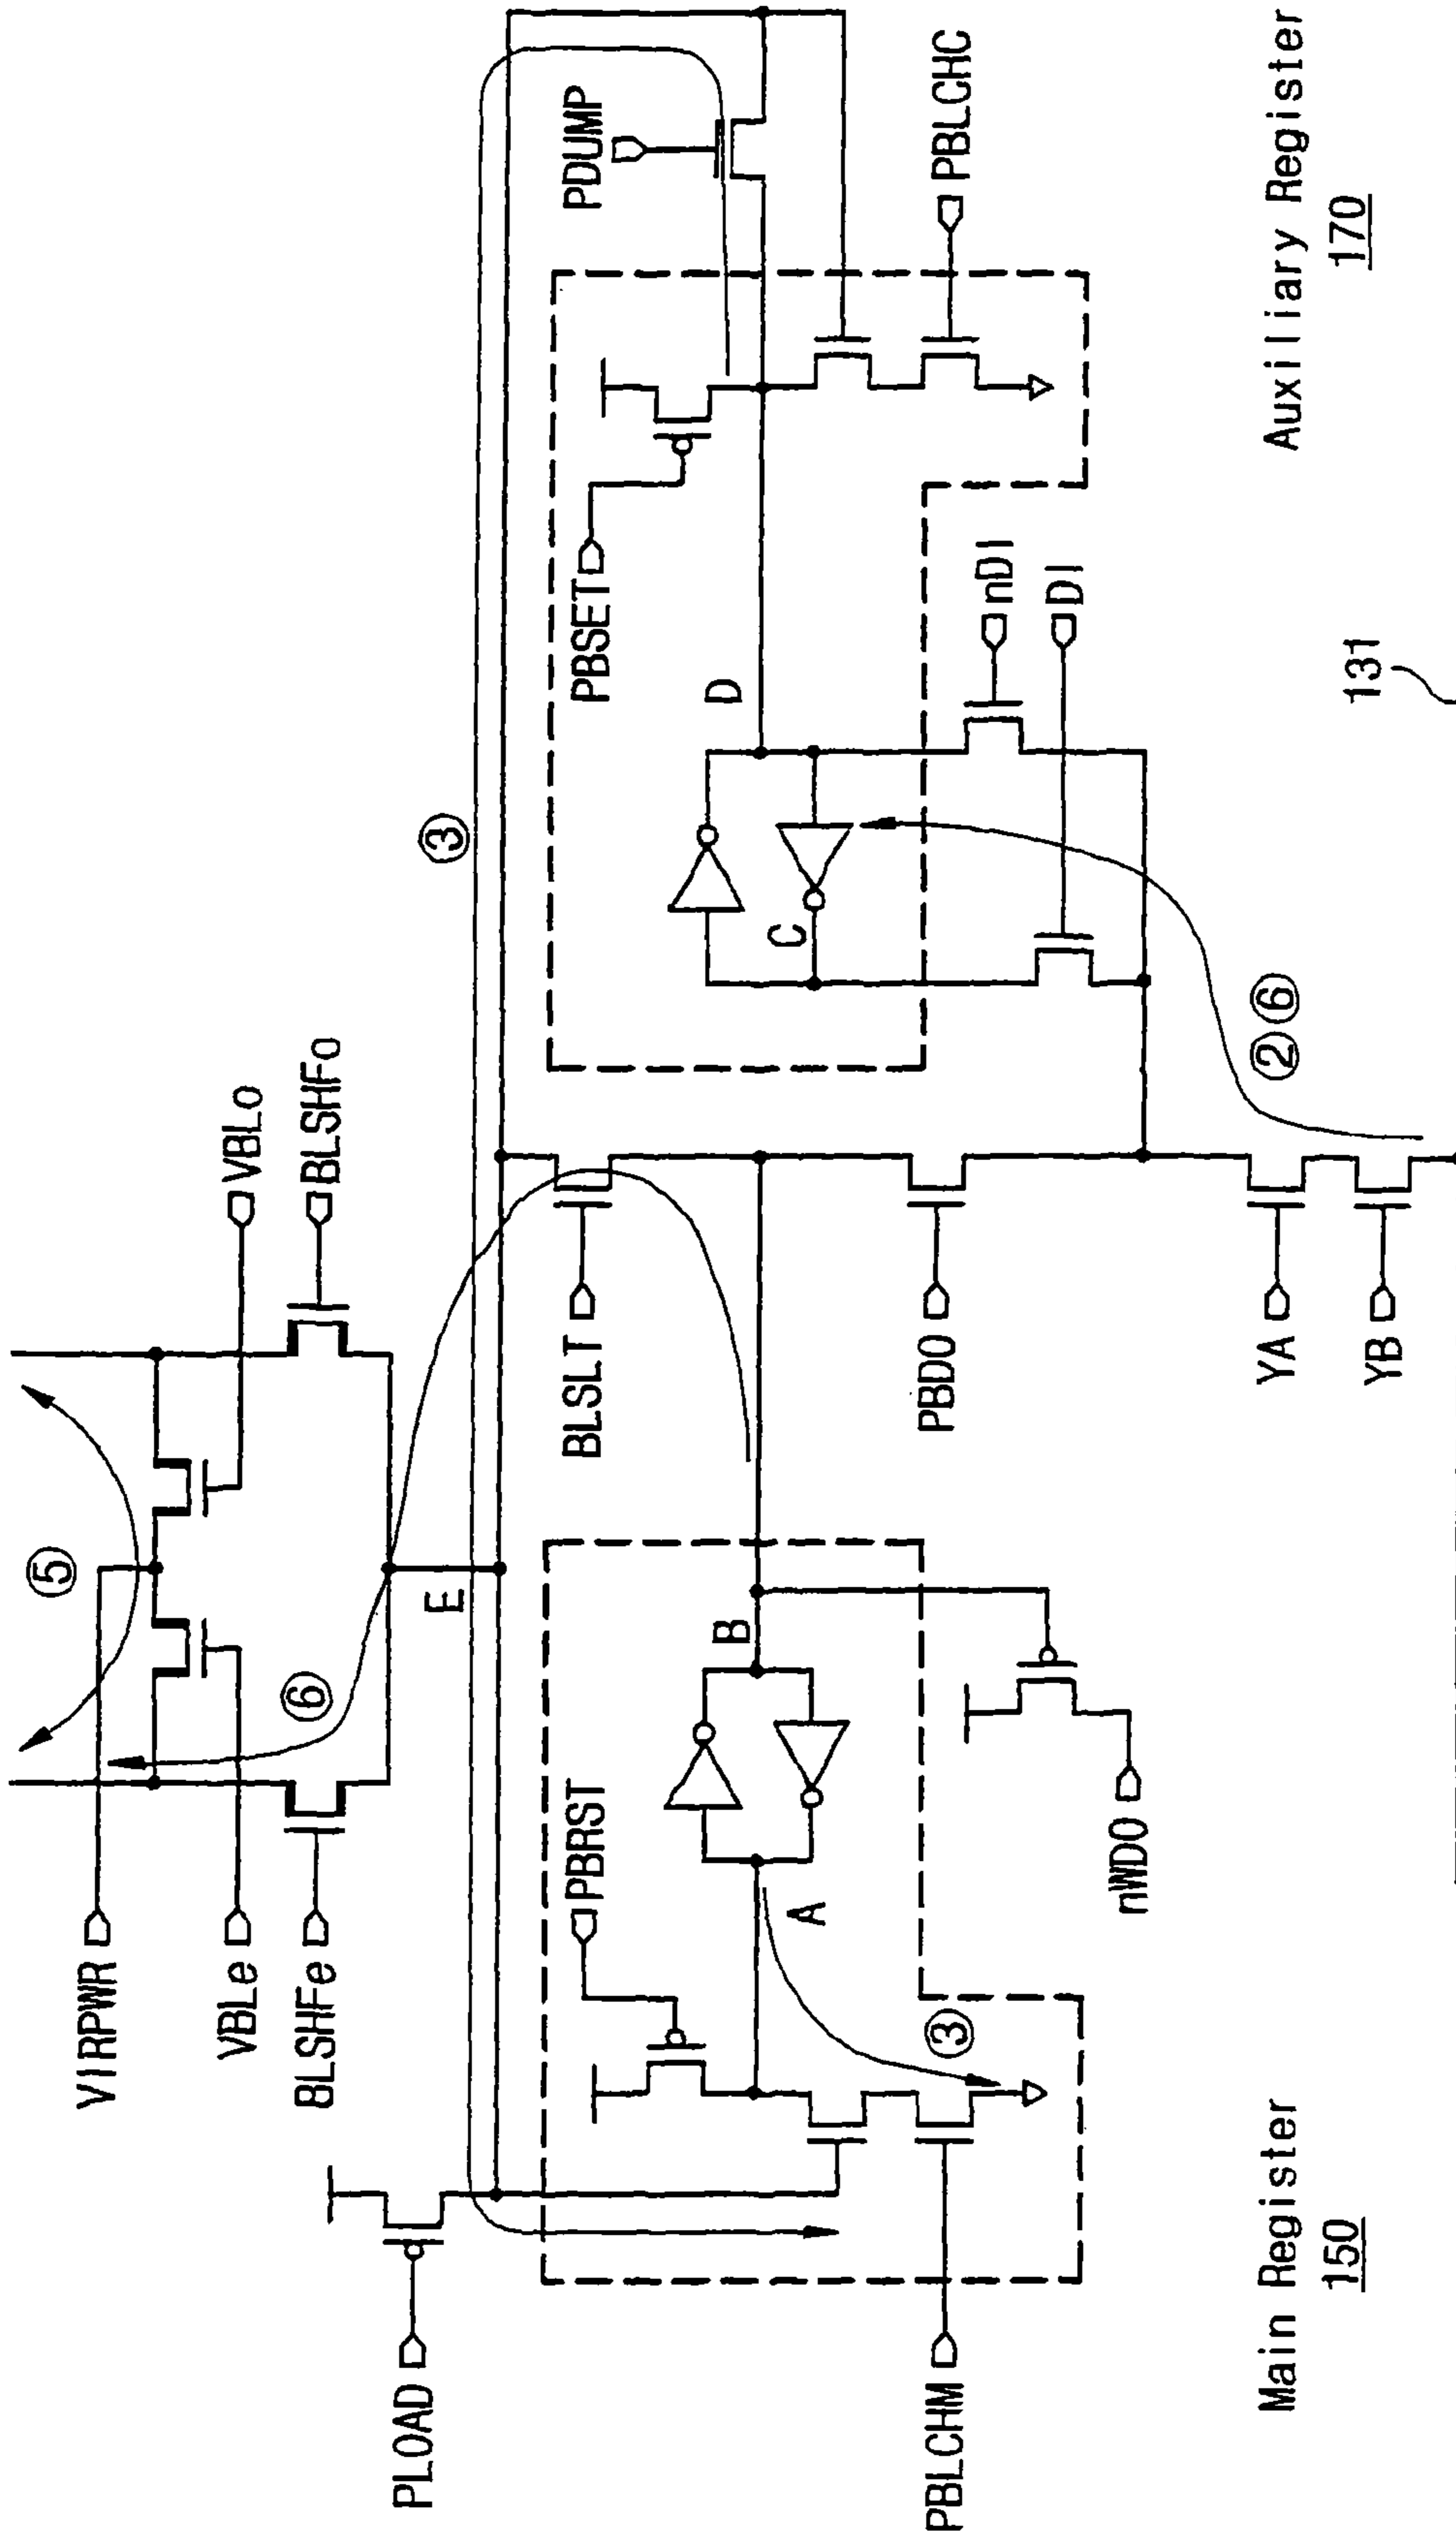 VIRPWR
⑤
VBLe
VBLo
⑥
BLSHFe
BLSHFo
PLOAD
E
③
PDUMP
BLSLT
PBRST
PBSET
B
D
A
C
③
PBLCHM
PBDO
nDI
DI
PBLCHC
nWDO
YA
YB
②⑥
131
Main Register
150
Auxiliary Register
170